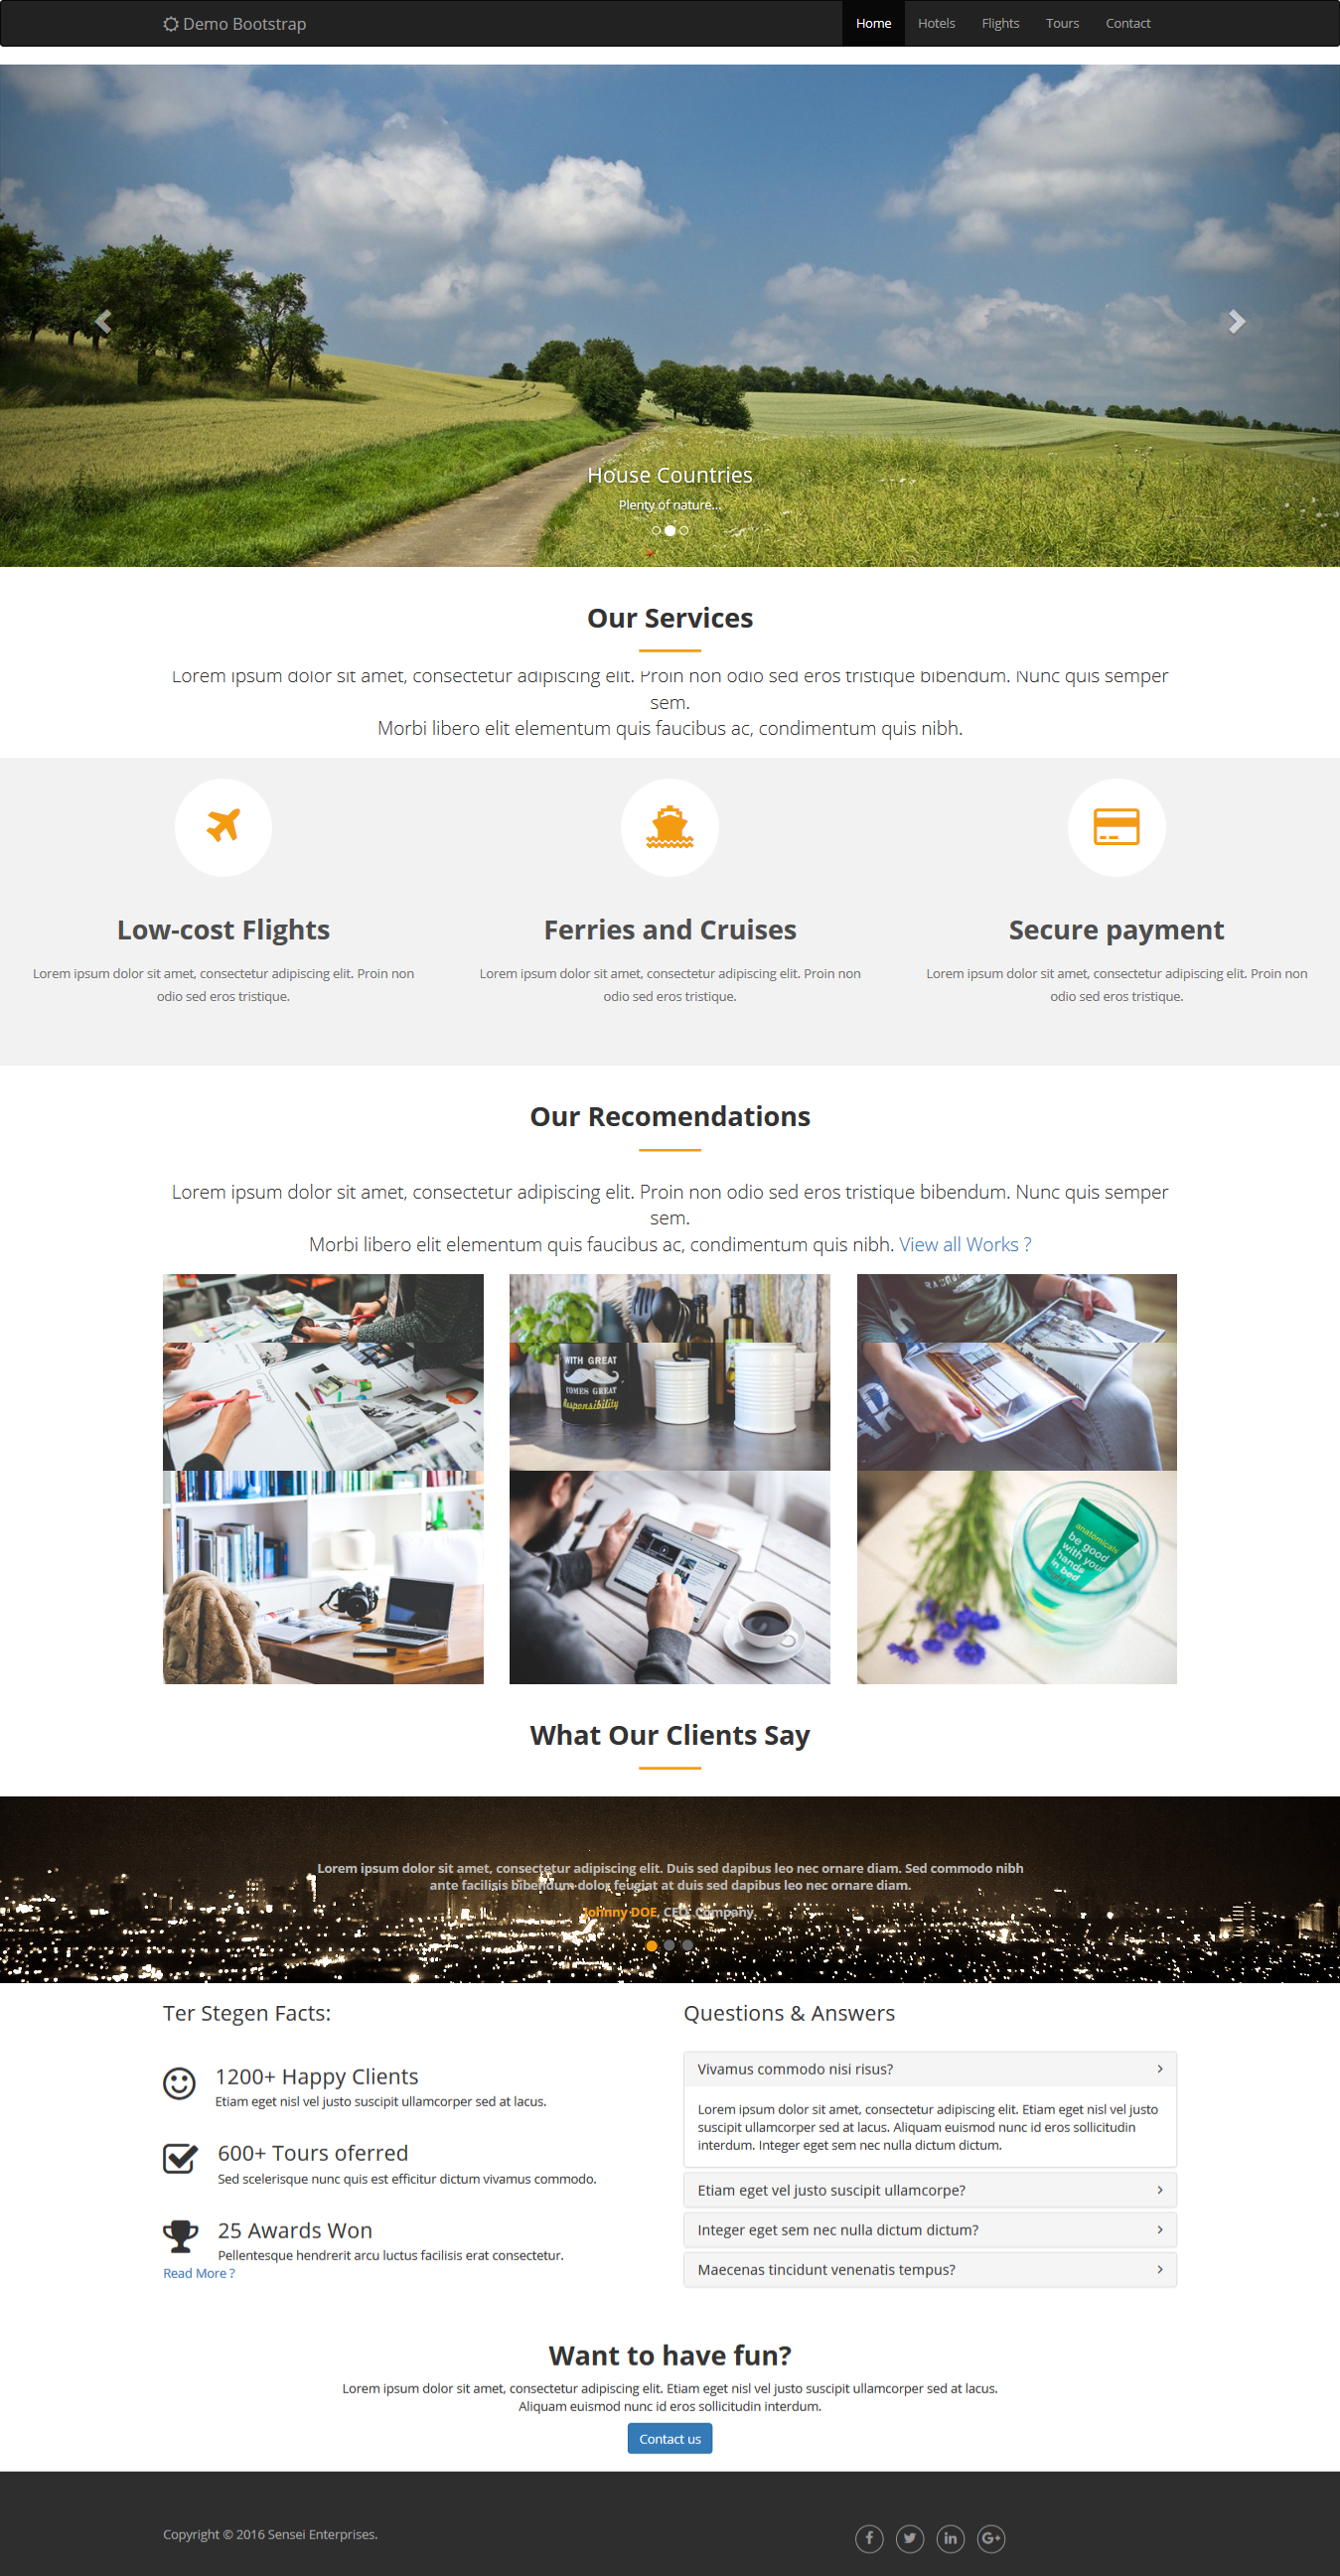 Demo Bootstrap
Home Hotels Flights Tours Contact
House Countries
Plenty of nature...
Our Services
Lorem ipsum dolor sit amet, consectetur adipiscing elit. Proin non odio sed eros tristique bibendum. Nunc quis semper
sem.
Morbi libero elit elementum quis faucibus ac, condimentum quis nibh.
Low-cost Flights
Lorem ipsum dolor sit amet, consectetur adipiscing elit. Proin non
odio sed eros tristique.
Ferries and Cruises
Lorem ipsum dolor sit amet, consectetur adipiscing elit. Proin non
odio sed eros tristique.
Secure payment
Lorem ipsum dolor sit amet, consectetur adipiscing elit. Proin non
odio sed eros tristique.
Our Recomendations
Lorem ipsum dolor sit amet, consectetur adipiscing elit. Proin non odio sed eros tristique bibendum. Nunc quis semper
sem.
Morbi libero elit elementum quis faucibus ac, condimentum quis nibh. View all Works ?
WITH GREAT
COMES GREAT
Responsibility
anatomicals
be good
with your
hands
in bed
What Our Clients Say
Lorem ipsum dolor sit amet, consectetur adipiscing elit. Duis sed dapibus leo nec ornare diam. Sed commodo nibh
ante facilisis bibendum dolor feugiat at duis sed dapibus leo nec ornare diam.
Johnny DOE, CEO Company
Ter Stegen Facts:
1200+ Happy Clients
Etiam eget nisl vel justo suscipit ullamcorper sed at lacus.
600+ Tours oferred
Sed scelerisque nunc quis est efficitur dictum vivamus commodo.
25 Awards Won
Pellentesque hendrerit arcu luctus facilisis erat consectetur.
Read More ?
Questions & Answers
Vivamus commodo nisi risus?
Lorem ipsum dolor sit amet, consectetur adipiscing elit. Etiam eget nisl vel justo
suscipit ullamcorper sed at lacus. Aliquam euismod nunc id eros sollicitudin
interdum. Integer eget sem nec nulla dictum dictum.
Etiam eget vel justo suscipit ullamcorpe?
Integer eget sem nec nulla dictum dictum?
Maecenas tincidunt venenatis tempus?
Want to have fun?
Lorem ipsum dolor sit amet, consectetur adipiscing elit. Etiam eget nisl vel justo suscipit ullamcorper sed at lacus.
Aliquam euismod nunc id eros sollicitudin interdum.
Contact us
Copyright © 2016 Sensei Enterprises.